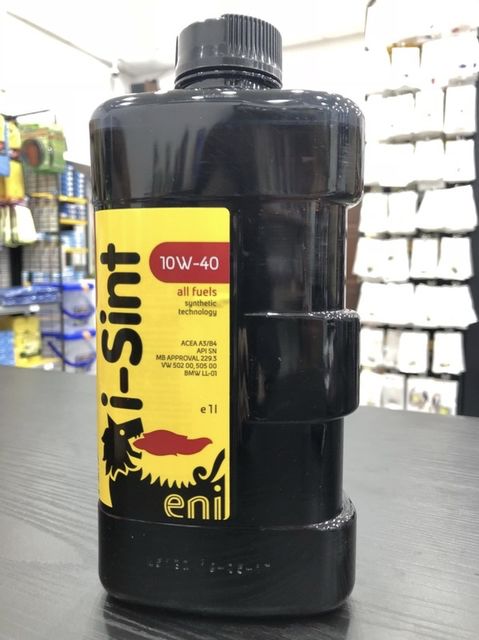 i-Sint
10W-40
all fuels
synthetic
technology
ACEA A3/B4
API SN
MB APPROVAL 229.3
VW 502 00, 505 00
BMW LL-01
e 1 l
eni